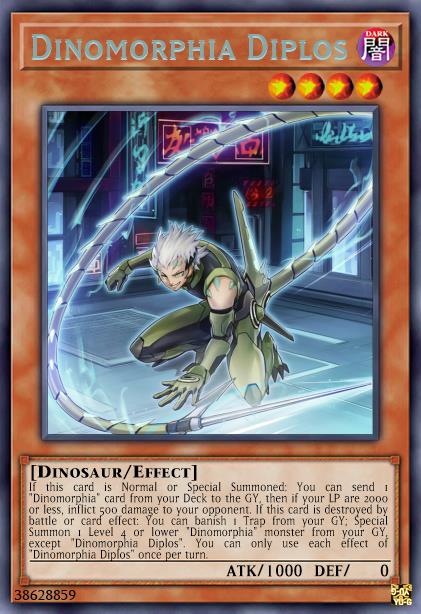 DINOMORPHIA DIPLOS
DARK
闇
[DINOSAUR/EFFECT]
If this card is Normal or Special Summoned: You can send 1
"Dinomorphia" card from your Deck to the GY, then if your LP are 2000
or less, inflict 500 damage to your opponent. If this card is destroyed by
battle or card effect: You can banish 1 Trap from your GY; Special
Summon 1 Level 4 or lower "Dinomorphia" monster from your GY,
except "Dinomorphia Diplos". You can only use each effect of
"Dinomorphia Diplos" once per turn.
ATK/1000 DEF/ 0
38628859